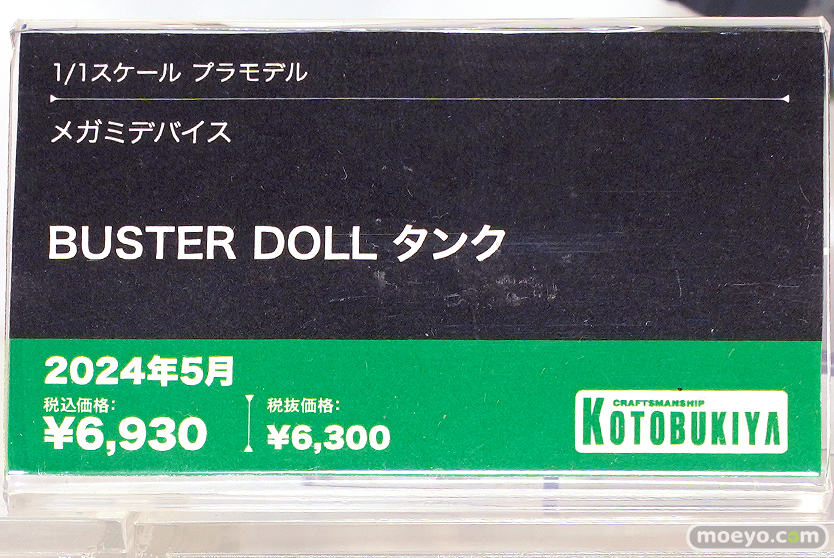 1/1スケール プラモデル
メガミデバイス
BUSTER DOLL タンク
2024年5月
税込価格:
¥6,930
税抜価格:
¥6,300
CRAFTSMANSHIP
KOTOBUKIYA
moeyo.com